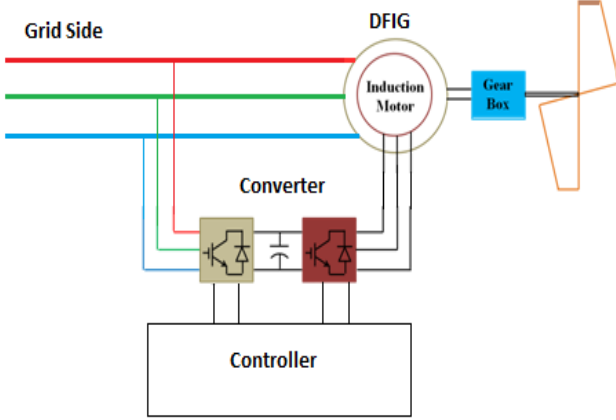 Grid Side
DFIG
Induction
Motor
Gear
Box
Converter
Controller